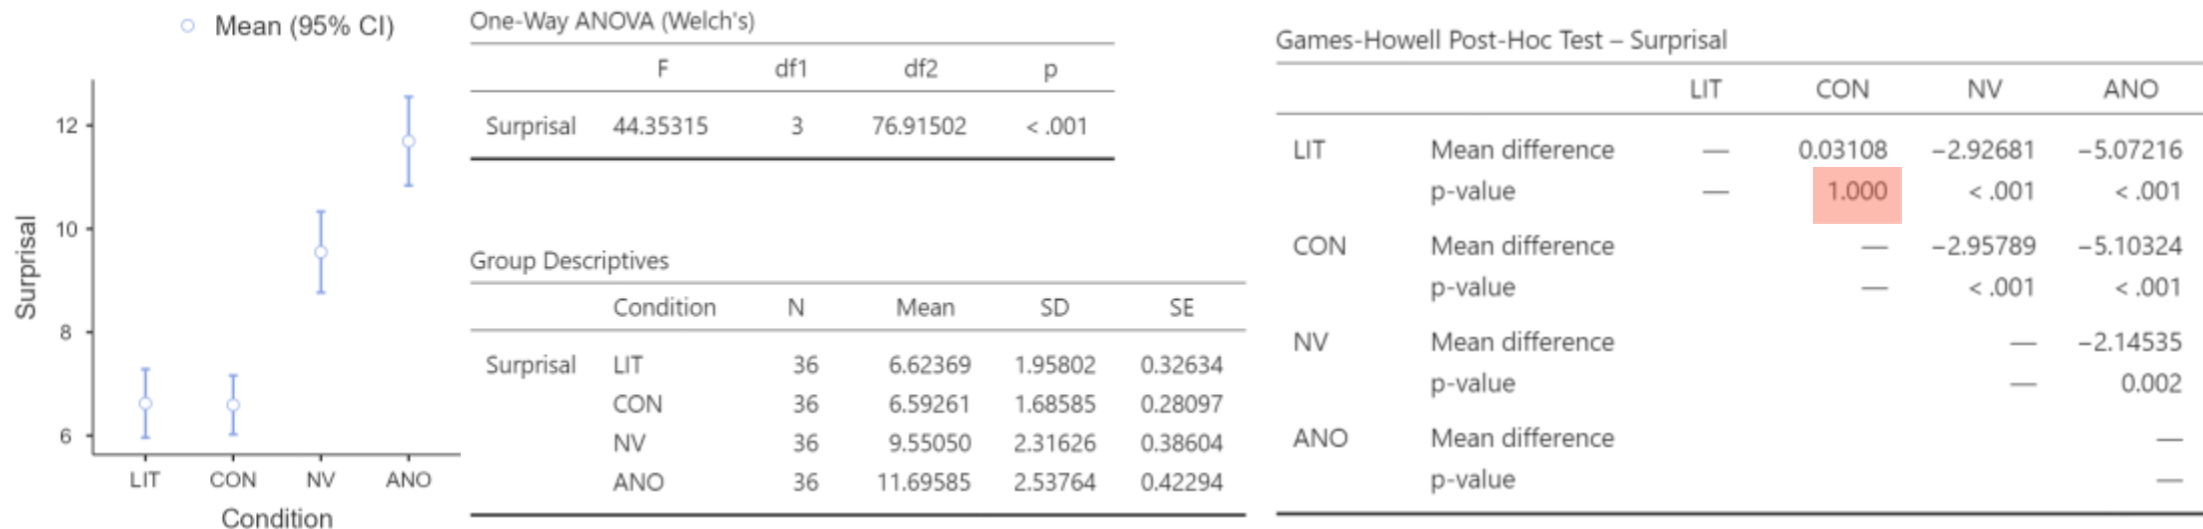 Mean (95% CI)
12
10
8
6
Surprisal
LIT CON NV ANO
Condition
One-Way ANOVA (Welch's)
F df1 df2 p
Surprisal 44.35315 3 76.91502 < .001
Group Descriptives
Condition N Mean SD SE
Surprisal LIT 36 6.62369 1.95802 0.32634
CON 36 6.59261 1.68585 0.28097
NV 36 9.55050 2.31626 0.38604
ANO 36 11.69585 2.53764 0.42294
Games-Howell Post-Hoc Test – Surprisal
LIT CON NV ANO
LIT Mean difference — 0.03108 −2.92681 −5.07216
p-value — 1.000 < .001 < .001
CON Mean difference — −2.95789 −5.10324
p-value — < .001 < .001
NV Mean difference — −2.14535
p-value — 0.002
ANO Mean difference —
p-value —